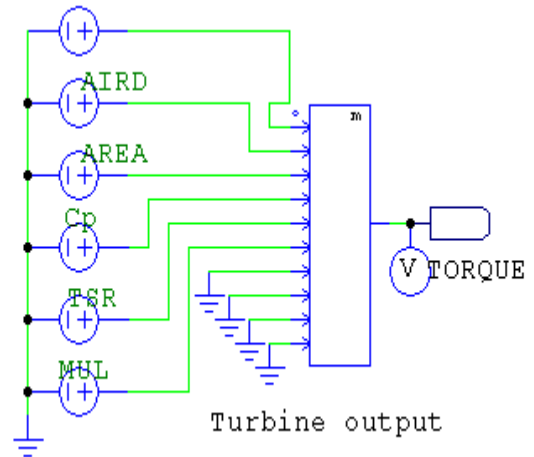 AIRD
m
AREA
Cp
TSR
V
TORQUE
MUL
Turbine output